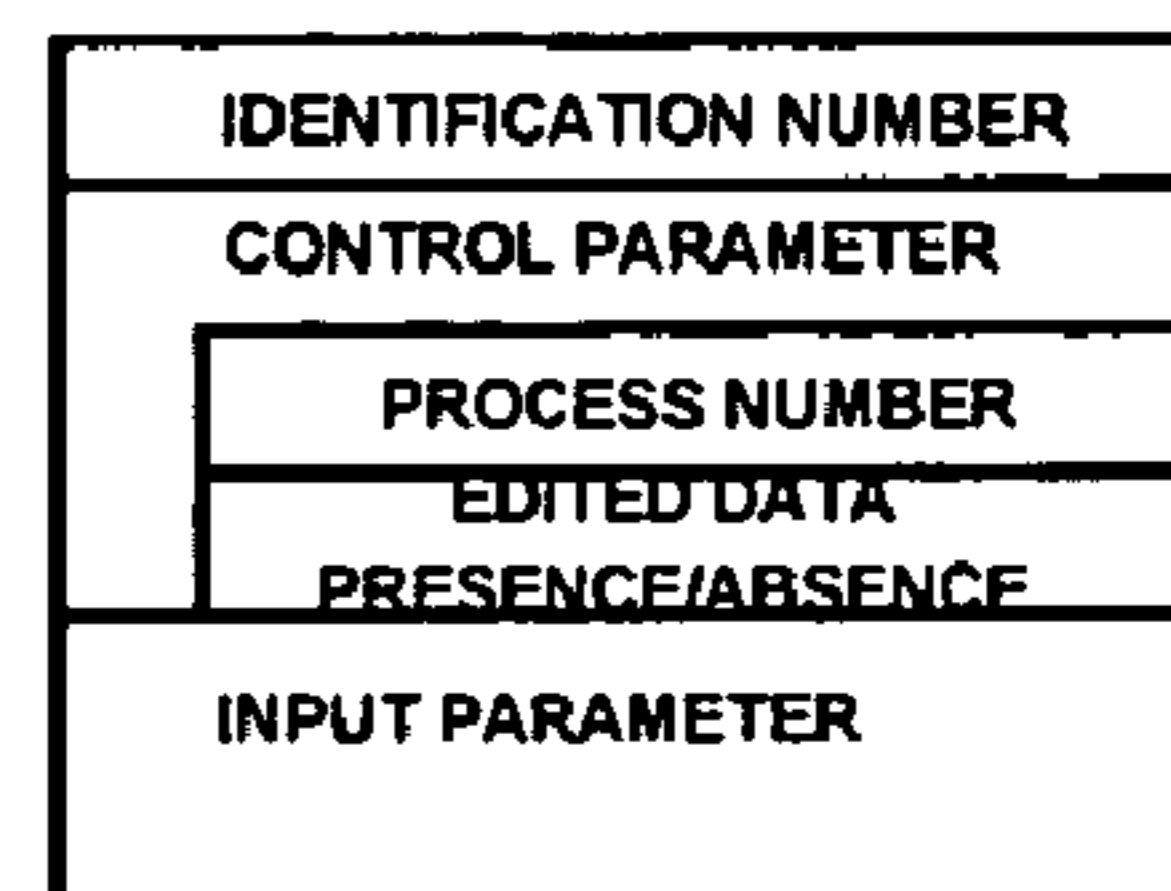 IDENTIFICATION NUMBER
CONTROL PARAMETER
PROCESS NUMBER
EDITED DATA
PRESENCE/ABSENCE
INPUT PARAMETER